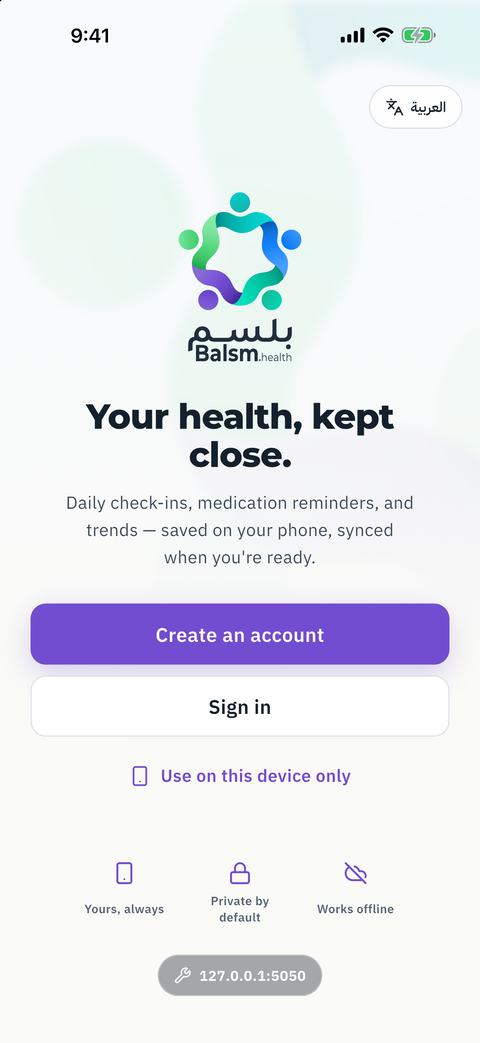 9:41
العربية
بلسم
Balsm.health
Your health, kept
close.
Daily check-ins, medication reminders, and
trends — saved on your phone, synced
when you're ready.
Create an account
Sign in
Use on this device only
Yours, always
Private by
default
Works offline
127.0.0.1:5050